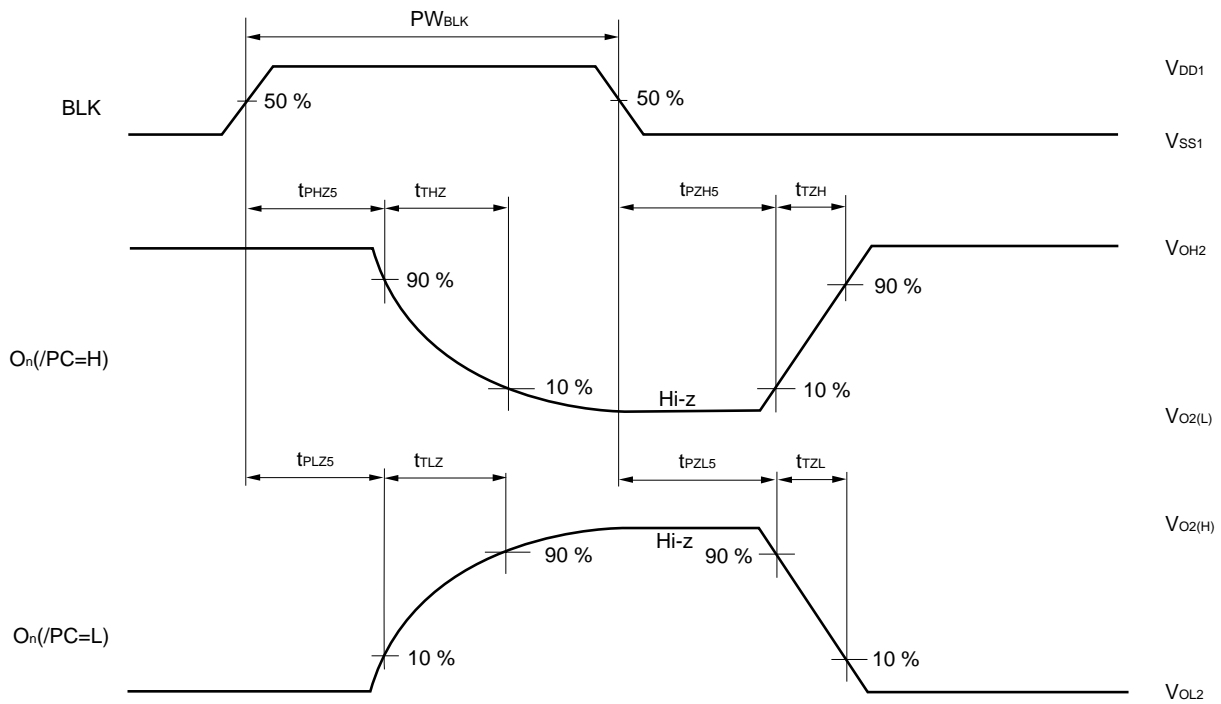 PWBLK
VDD1
50 %
50 %
BLK
VSS1
tPHZ5
tTHZ
tPZH5
tTZH
VOH2
90 %
90 %
On(/PC=H)
10 %
Hi-z
10 %
VO2(L)
tPLZ5
tTLZ
tPZL5
tTZL
VO2(H)
Hi-z
90 %
90 %
On(/PC=L)
10 %
10 %
VOL2